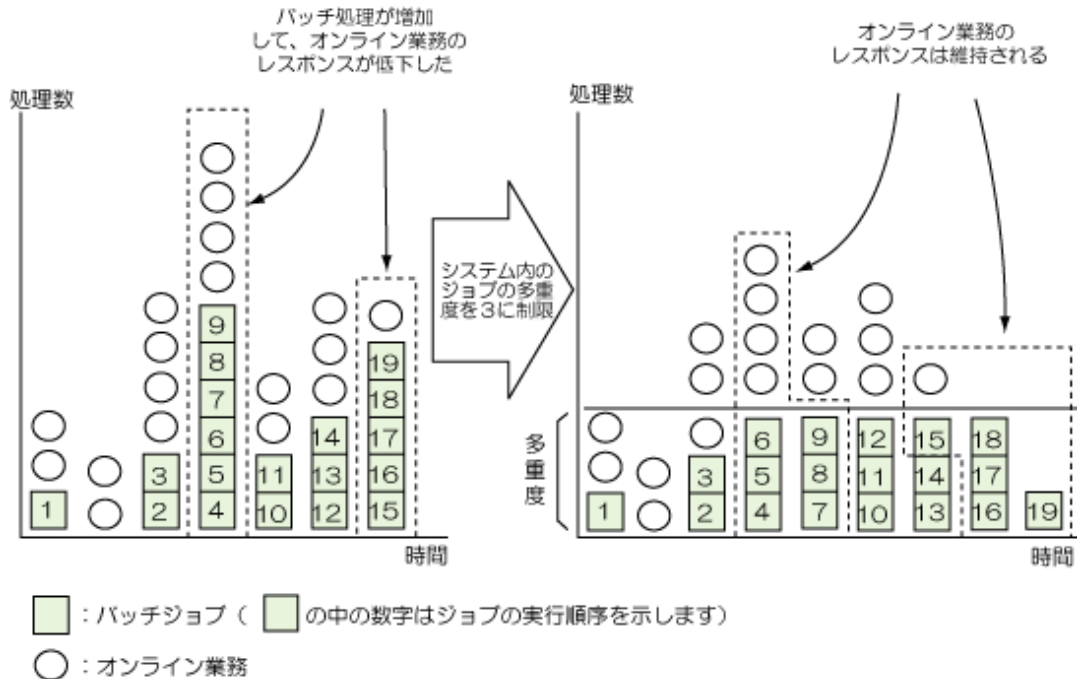 バッチ処理が増加
して、オンライン業務の
レスポンスが低下した
処理数
9
8
7
6
5
4
3
2
1
11
10
14
13
12
19
18
17
16
15
時間
システム内の
ジョブの多重
度を3に制限
オンライン業務の
レスポンスは維持される
処理数
多重度
1
3
2
6
5
4
9
8
7
12
11
10
15
14
13
18
17
16
19
時間
:バッチジョブ( の中の数字はジョブの実行順序を示します)
:オンライン業務